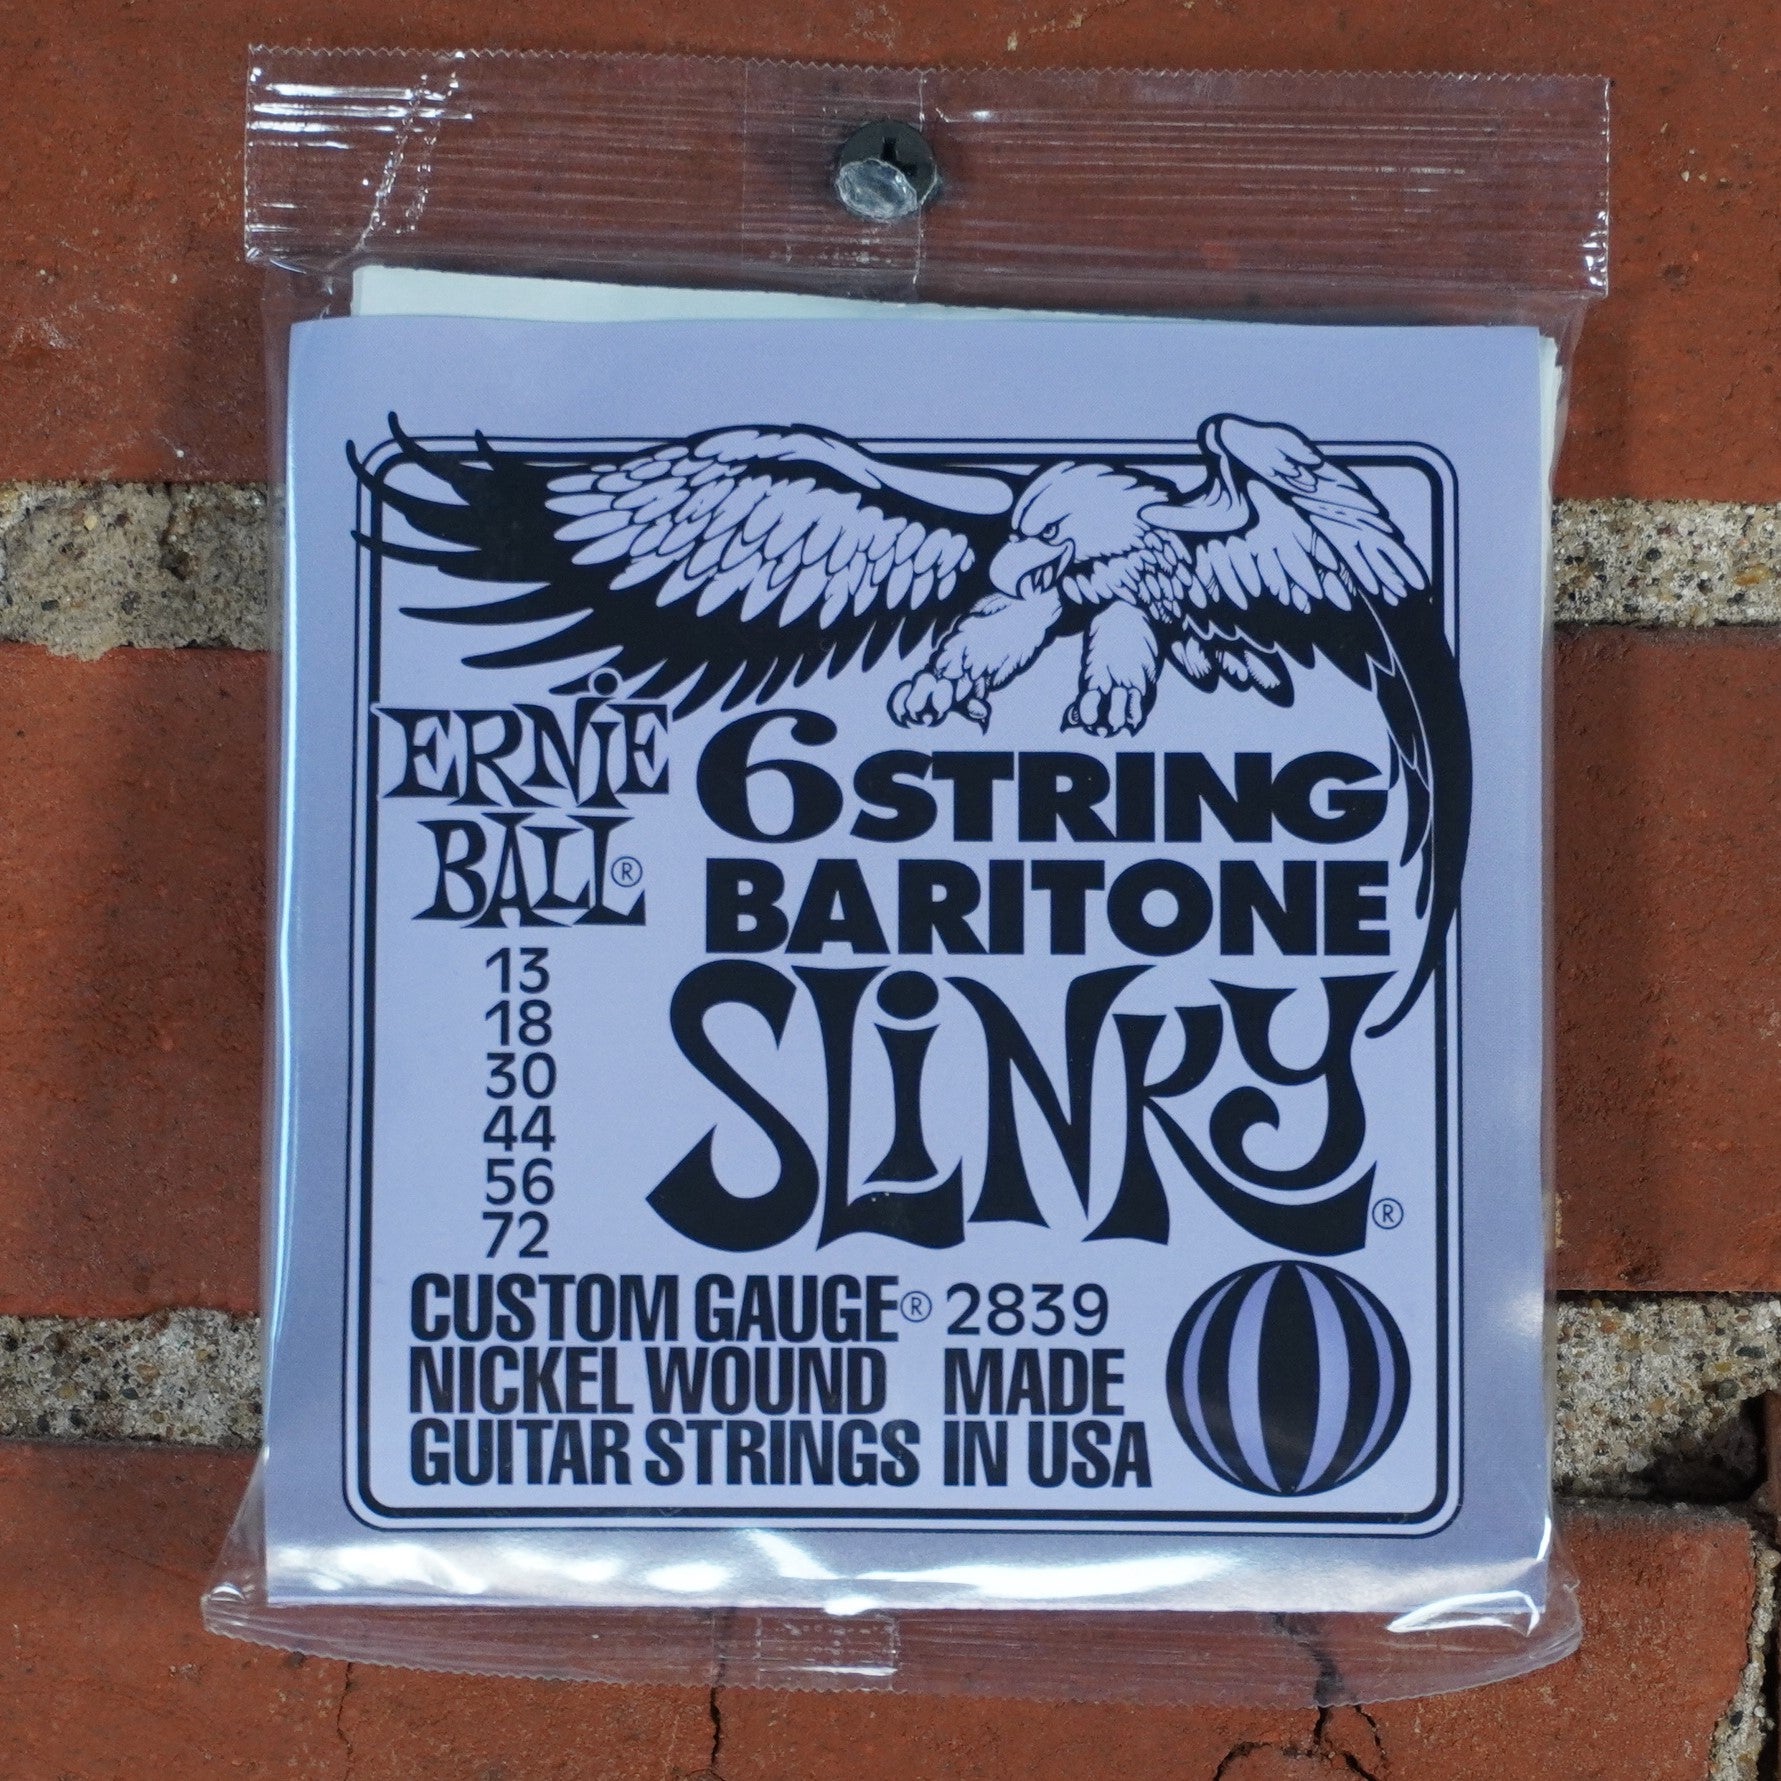 ERNiE
BALL®
6 STRING
BARITONE
SLiNKY®
13
18
30
44
56
72
CUSTOM GAUGE® 2839
NICKEL WOUND MADE
GUITAR STRINGS IN USA